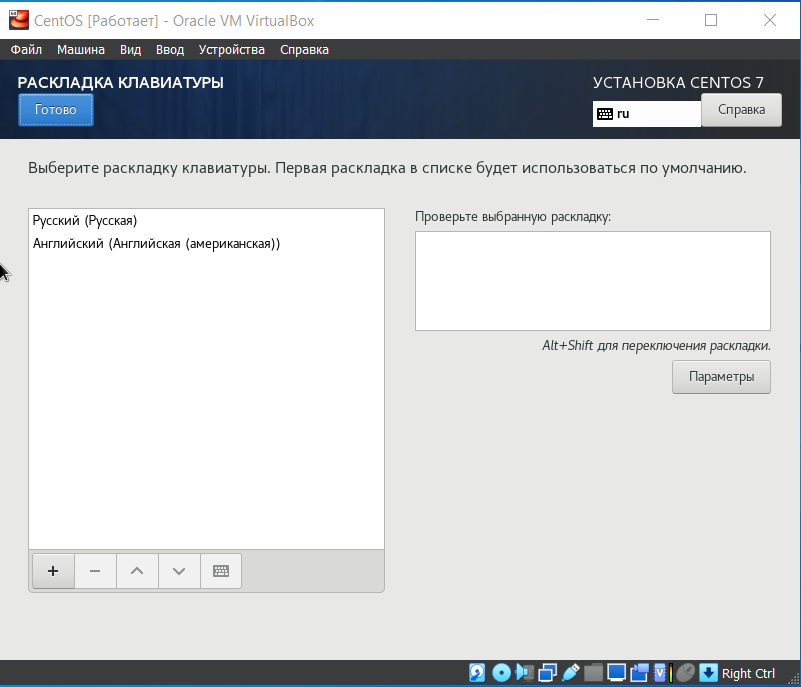 CentOS [Работает] - Oracle VM VirtualBox
Файл Машина Вид Ввод Устройства Справка
РАСКЛАДКА КЛАВИАТУРЫ
УСТАНОВКА CENTOS 7
Готово
ru
Справка
Выберите раскладку клавиатуры. Первая раскладка в списке будет использоваться по умолчанию.
Русский (Русская)
Английский (Английская (американская))
Проверьте выбранную раскладку:
Alt+Shift для переключения раскладки.
Параметры
Right Ctrl